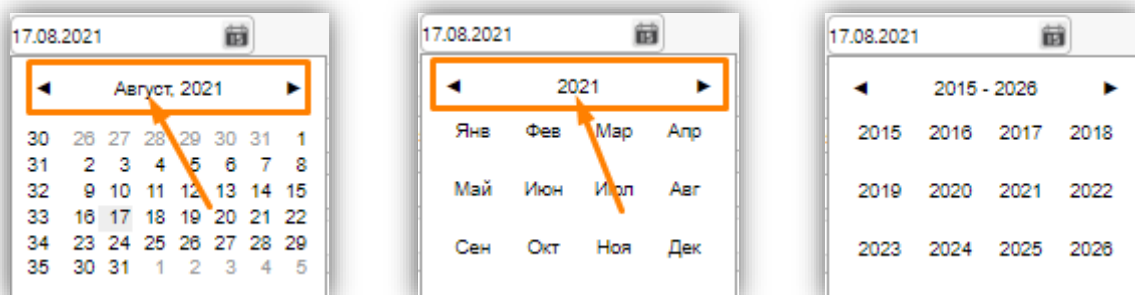 17.08.2021
Август, 2021
30 26 27 28 29 30 31 1
31 2 3 4 5 6 7 8
32 9 10 11 12 13 14 15
33 16 17 18 19 20 21 22
34 23 24 25 26 27 28 29
35 30 31 1 2 3 4 5
17.08.2021
2021
Янв Фев Мар Апр
Май Июн Июл Авг
Сен Окт Ноя Дек
17.08.2021
2015 - 2026
2015 2016 2017 2018
2019 2020 2021 2022
2023 2024 2025 2026